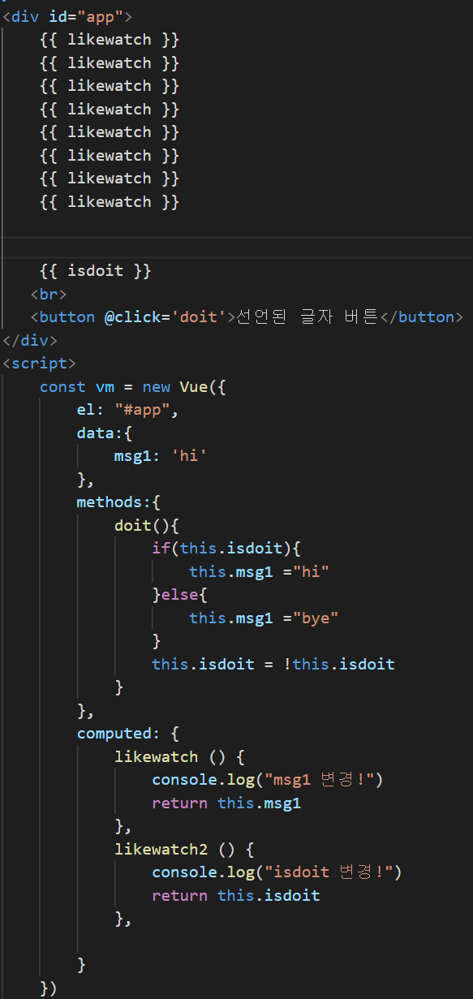 <div id="app">
{{ likewatch }}
{{ likewatch }}
{{ likewatch }}
{{ likewatch }}
{{ likewatch }}
{{ likewatch }}
{{ likewatch }}
{{ likewatch }}
{{ isdoit }}
<br>
<button @click='doit'>선언된 글자 버튼</button>
</div>
<script>
const vm = new Vue({
el: "#app",
data:{
msg1: 'hi'
},
methods:{
doit(){
if(this.isdoit){
this.msg1 ="hi"
}else{
this.msg1 ="bye"
}
this.isdoit = !this.isdoit
}
},
computed: {
likewatch () {
console.log("msg1 변경!")
return this.msg1
},
likewatch2 () {
console.log("isdoit 변경!")
return this.isdoit
},
}
})